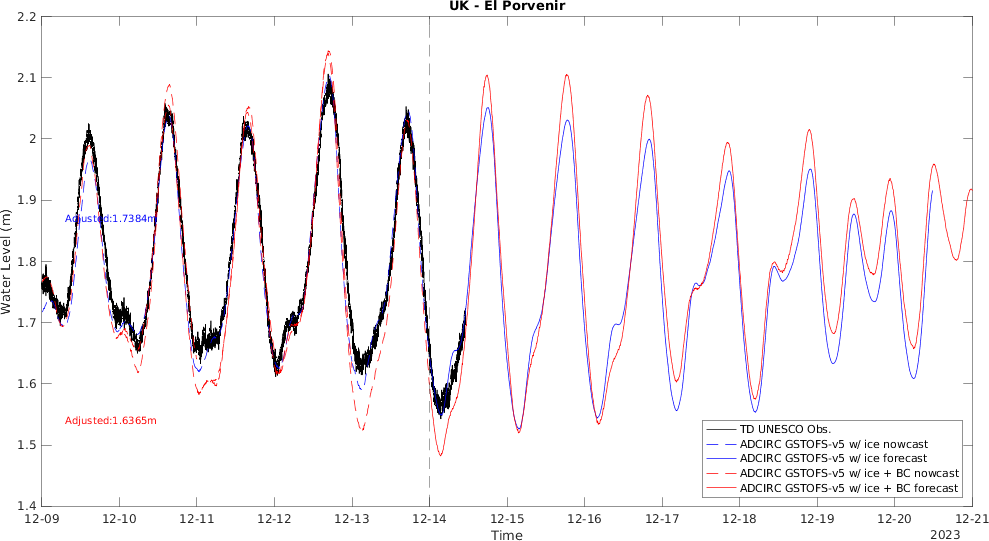 UK - El Porvenir
Water Level (m)
2.2
2.1
2
1.9
1.8
1.7
1.6
1.5
1.4
Adjusted:1.7384m
Adjusted:1.6365m
TD UNESCO Obs.
ADCIRC GSTOFS-v5 w/ ice nowcast
ADCIRC GSTOFS-v5 w/ ice forecast
ADCIRC GSTOFS-v5 w/ ice + BC nowcast
ADCIRC GSTOFS-v5 w/ ice + BC forecast
12-09 12-10 12-11 12-12 12-13 12-14 12-15 12-16 12-17 12-18 12-19 12-20 12-21
Time
2023